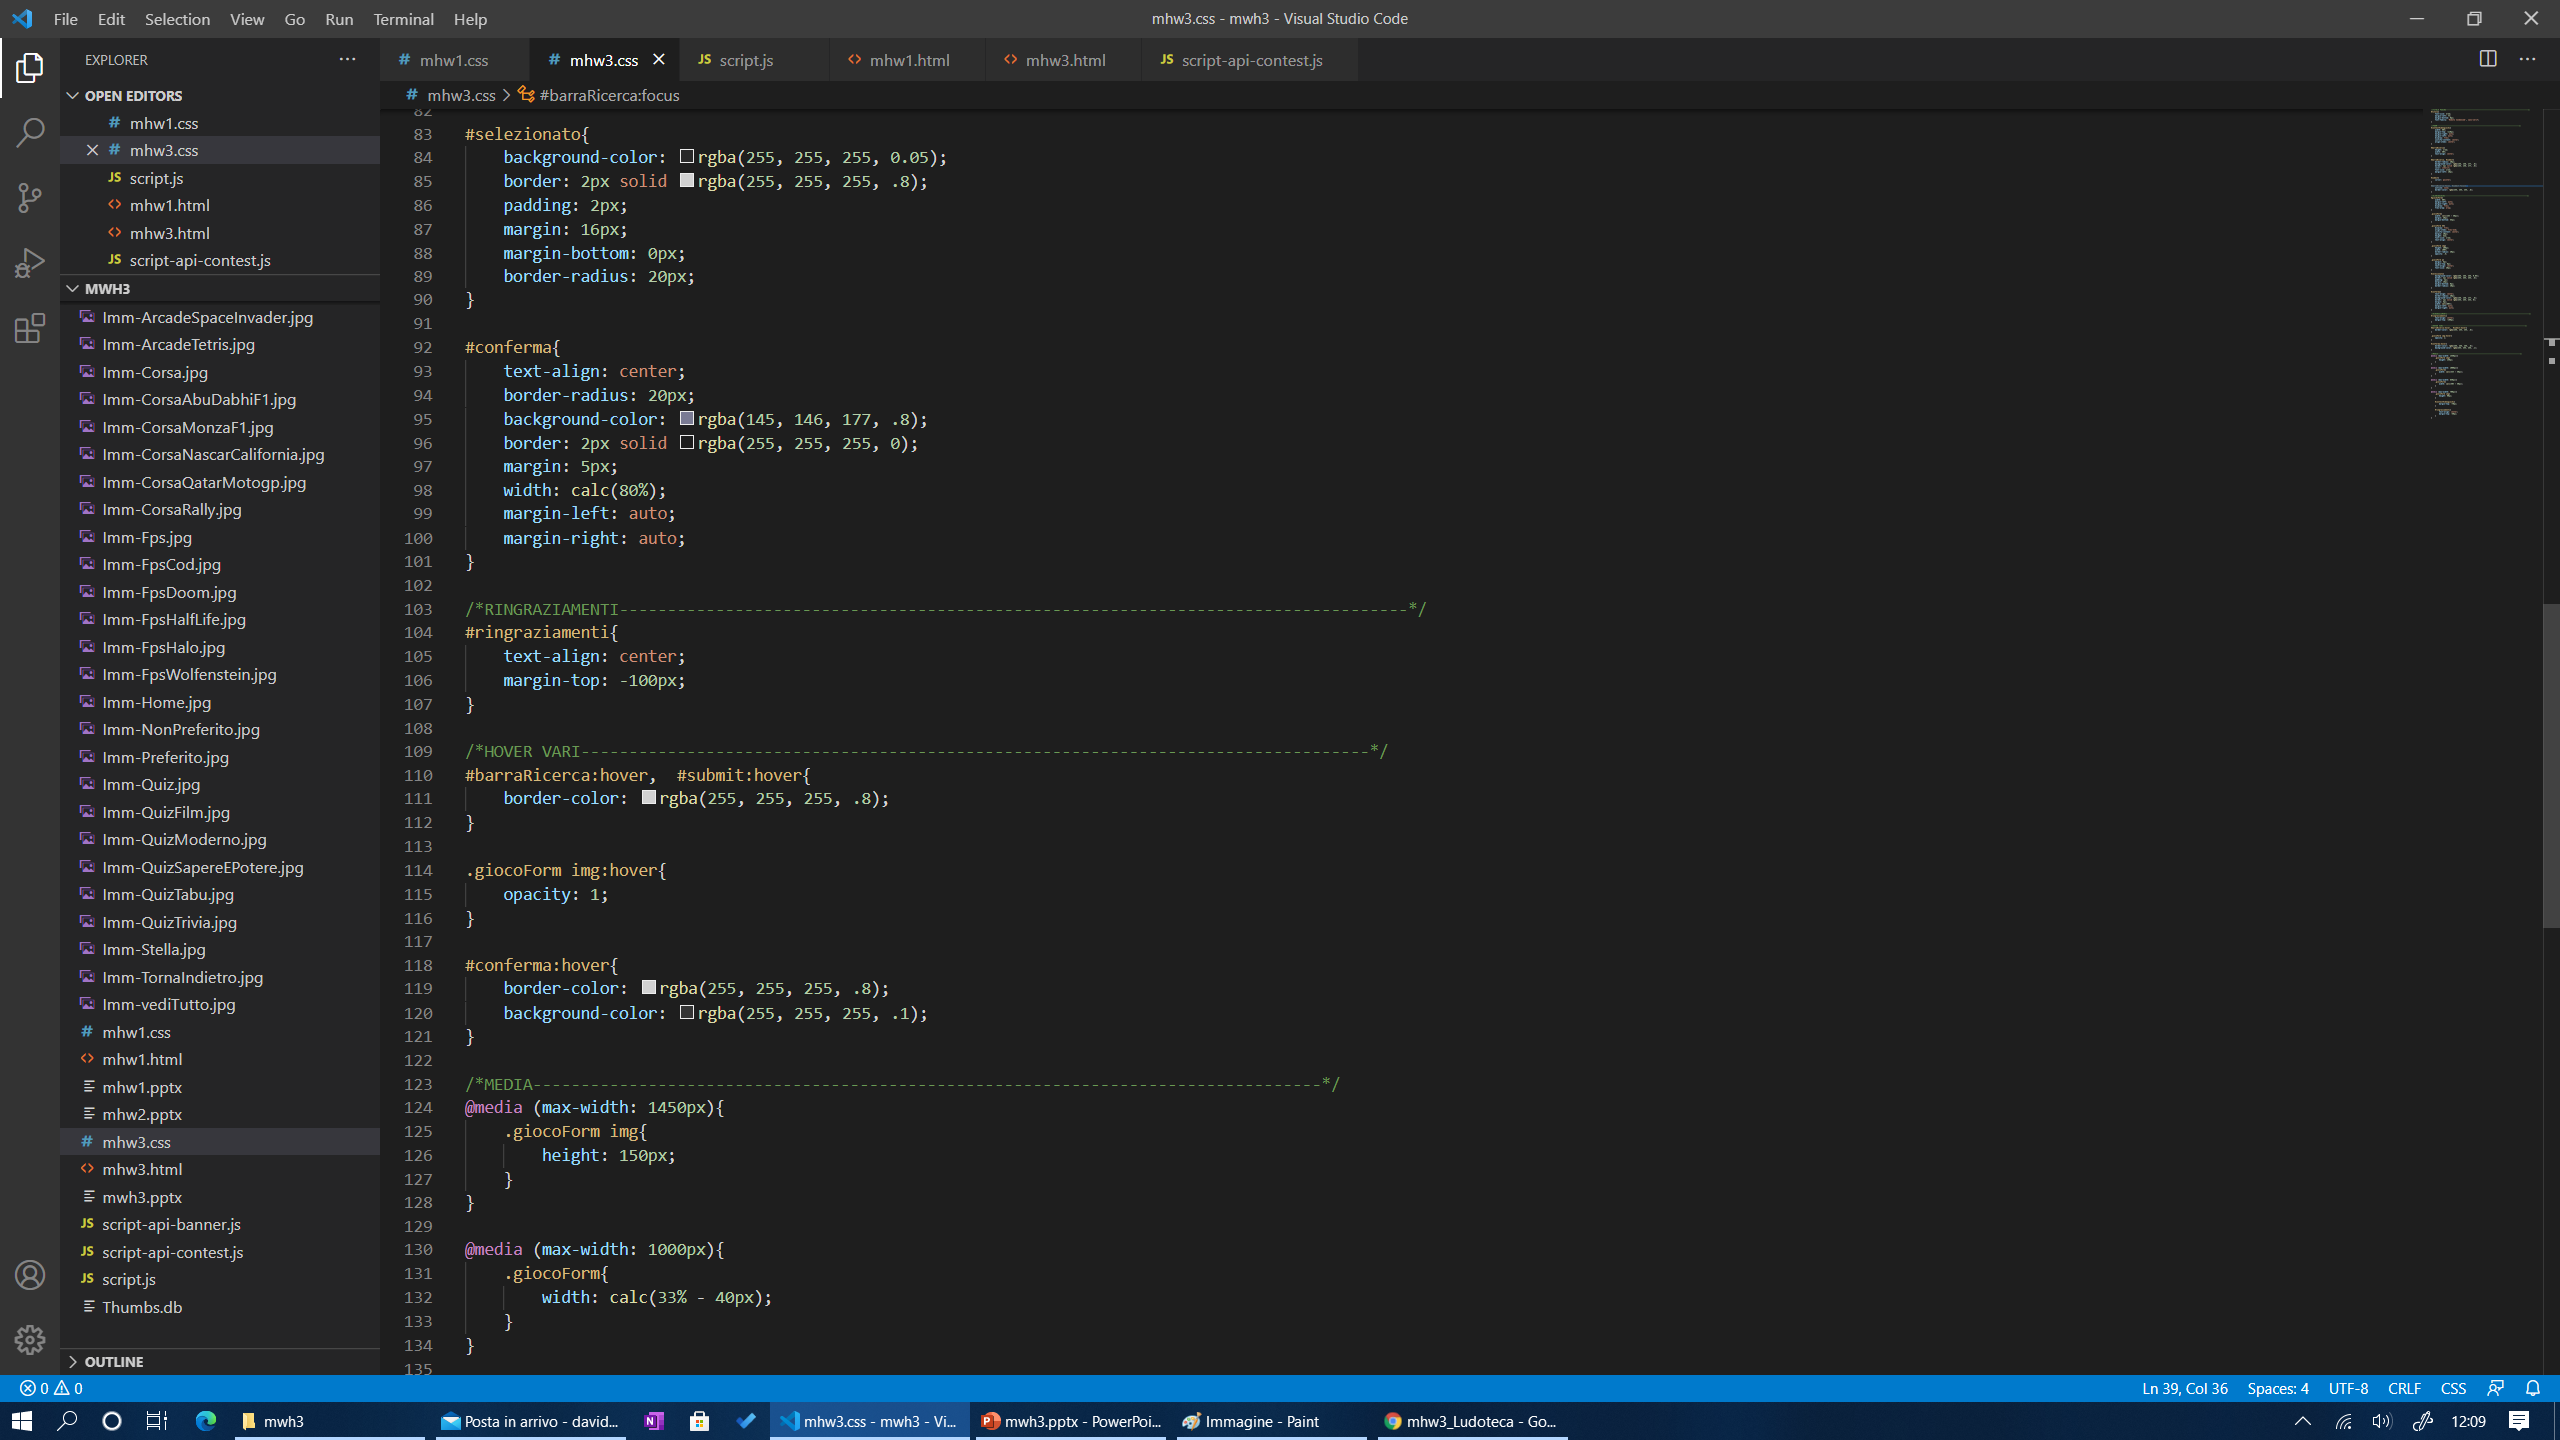 File Edit Selection View Go Run Terminal Help
mhw3.css - mwh3 - Visual Studio Code
EXPLORER
mhw1.css
mhw3.css
script.js
mhw1.html
mhw3.html
script-api-contest.js
mhw3.css > #barraRicerca:focus
OPEN EDITORS
mhw1.css
mhw3.css
script.js
mhw1.html
mhw3.html
script-api-contest.js
MWH3
Imm-ArcadeSpaceInvader.jpg
Imm-ArcadeTetris.jpg
Imm-Corsa.jpg
Imm-CorsaAbuDabhiF1.jpg
Imm-CorsaMonzaF1.jpg
Imm-CorsaNascarCalifornia.jpg
Imm-CorsaQatarMotogp.jpg
Imm-CorsaRally.jpg
Imm-Fps.jpg
Imm-FpsCod.jpg
Imm-FpsDoom.jpg
Imm-FpsHalfLife.jpg
Imm-FpsHalo.jpg
Imm-FpsWolfenstein.jpg
Imm-Home.jpg
Imm-NonPreferito.jpg
Imm-Preferito.jpg
Imm-Quiz.jpg
Imm-QuizFilm.jpg
Imm-QuizModerno.jpg
Imm-QuizSapereEPotere.jpg
Imm-QuizTabu.jpg
Imm-QuizTrivia.jpg
Imm-Stella.jpg
Imm-TornaIndietro.jpg
Imm-vediTutto.jpg
mhw1.css
mhw1.html
mhw1.pptx
mhw2.pptx
mhw3.css
mhw3.html
mwh3.pptx
script-api-banner.js
script-api-contest.js
script.js
Thumbs.db
OUTLINE
82
83 #selezionato{
84 background-color: rgba(255, 255, 255, 0.05);
85 border: 2px solid rgba(255, 255, 255, .8);
86 padding: 2px;
87 margin: 16px;
88 margin-bottom: 0px;
89 border-radius: 20px;
90 }
91
92 #conferma{
93 text-align: center;
94 border-radius: 20px;
95 background-color: rgba(145, 146, 177, .8);
96 border: 2px solid rgba(255, 255, 255, 0);
97 margin: 5px;
98 width: calc(80%);
99 margin-left: auto;
100 margin-right: auto;
101 }
102
103 /*RINGRAZIAMENTI----------------------------------------------------------------------------------*/
104 #ringraziamenti{
105 text-align: center;
106 margin-top: -100px;
107 }
108
109 /*HOVER VARI----------------------------------------------------------------------------------*/
110 #barraRicerca:hover,  #submit:hover{
111 border-color: rgba(255, 255, 255, .8);
112 }
113
114 .giocoForm img:hover{
115 opacity: 1;
116 }
117
118 #conferma:hover{
119 border-color: rgba(255, 255, 255, .8);
120 background-color: rgba(255, 255, 255, .1);
121 }
122
123 /*MEDIA----------------------------------------------------------------------------------*/
124 @media (max-width: 1450px){
125 .giocoForm img{
126 height: 150px;
127 }
128 }
129
130 @media (max-width: 1000px){
131 .giocoForm{
132 width: calc(33% - 40px);
133 }
134 }
135
0 0
Ln 39, Col 36 Spaces: 4 UTF-8 CRLF CSS
mwh3
Posta in arrivo - david...
mhw3.css - mwh3 - Vi...
mwh3.pptx - PowerPoi...
Immagine - Paint
mhw3_Ludoteca - Go...
12:09